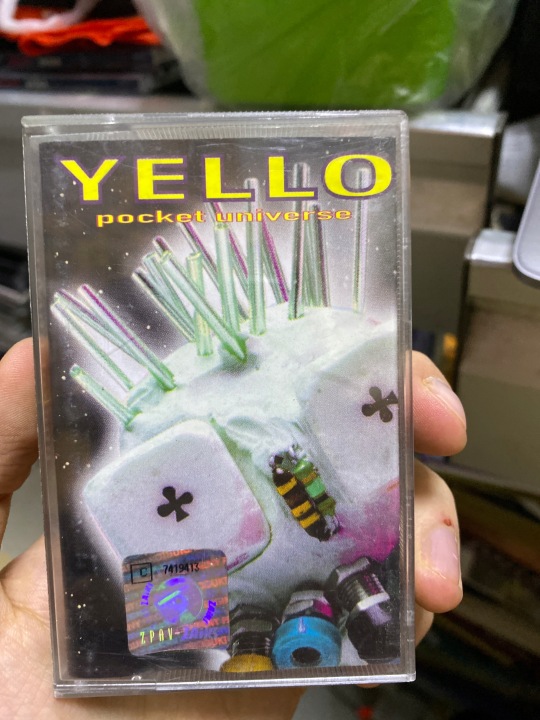 YELLO
pocket universe
C 7419413
ZPAV-